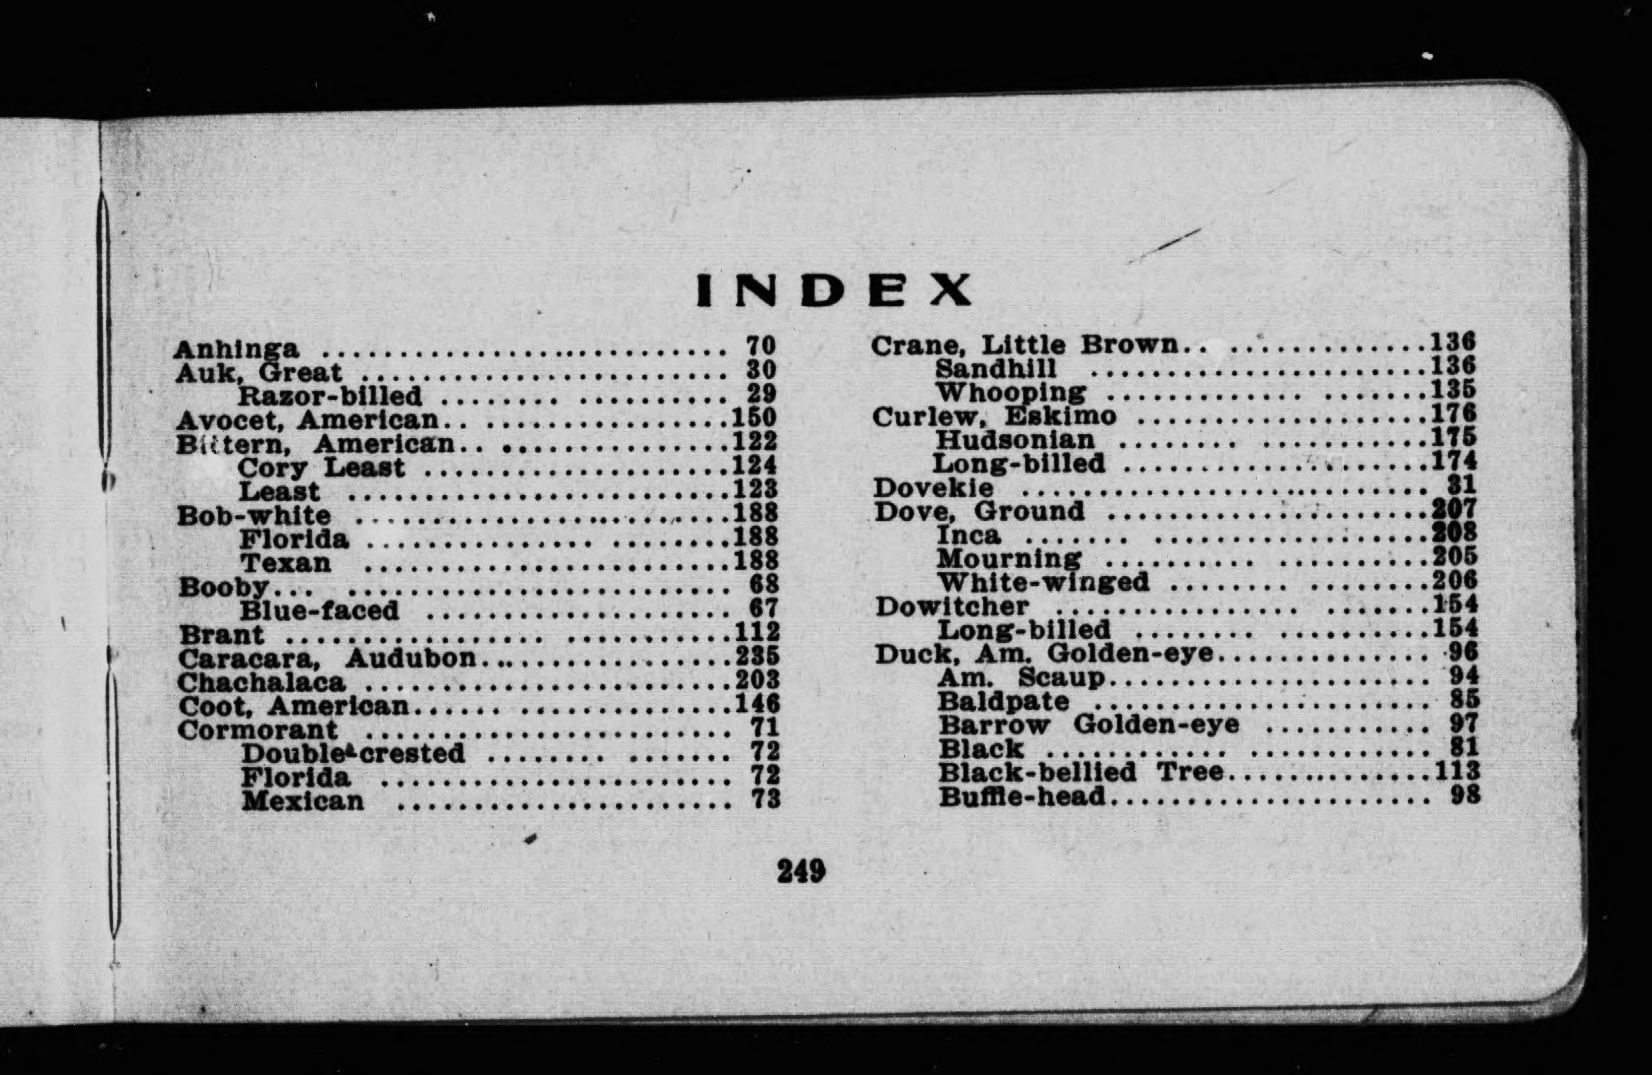 INDEX
Anhinga ........................... 70
Auk, Great ........................ 30
Razor-billed ........ .......... 29
Avocet, American.. ................150
Bittern, American.. ...............122
Cory Least ....................124
Least .........................123
Bob-white .........................188
Florida ............... ........188
Texan ........................188
Booby... ......................... 68
Blue-faced .................... 67
Brant ................. ...........112
Caracara, Audubon.................235
Chachalaca ........................203
Coot, American...... ..............146
Cormorant ........................ 71
Double-crested ........ ....... 72
Florida ....................... 72
Mexican ...................... 73
Crane, Little Brown.. .............136
Sandhill ......................136
Whooping ............. .......135
Curlew, Eskimo ...................176
Hudsonian ........ ...........175
Long-billed ....................174
Dovekie ........................... 31
Dove, Ground .....................207
Inca ....... ..................208
Mourning .......... ..........205
White-winged ........ ........206
Dowitcher ................ .......154
Long-billed ........ ..........154
Duck, Am. Golden-eye.............. 96
Am. Scaup..................... 94
Baldpate ...................... 85
Barrow Golden-eye ........... 97
Black ............ ............ 81
Black-bellied Tree.............113
Buffle-head..................... 98
249